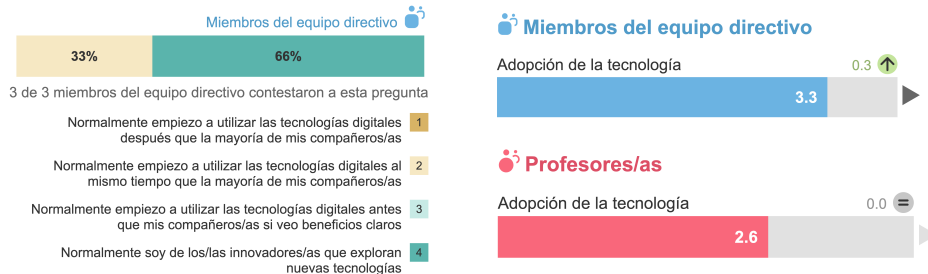 Miembros del equipo directivo
33%
66%
3 de 3 miembros del equipo directivo contestaron a esta pregunta
Normalmente empiezo a utilizar las tecnologías digitales
después que la mayoría de mis compañeros/as
1
Normalmente empiezo a utilizar las tecnologías digitales al
mismo tiempo que la mayoría de mis compañeros/as
2
Normalmente empiezo a utilizar las tecnologías digitales antes
que mis compañeros/as si veo beneficios claros
3
Normalmente soy de los/las innovadores/as que exploran
nuevas tecnologías
4
Miembros del equipo directivo
Adopción de la tecnología
0.3
3.3
Profesores/as
Adopción de la tecnología
0.0
2.6